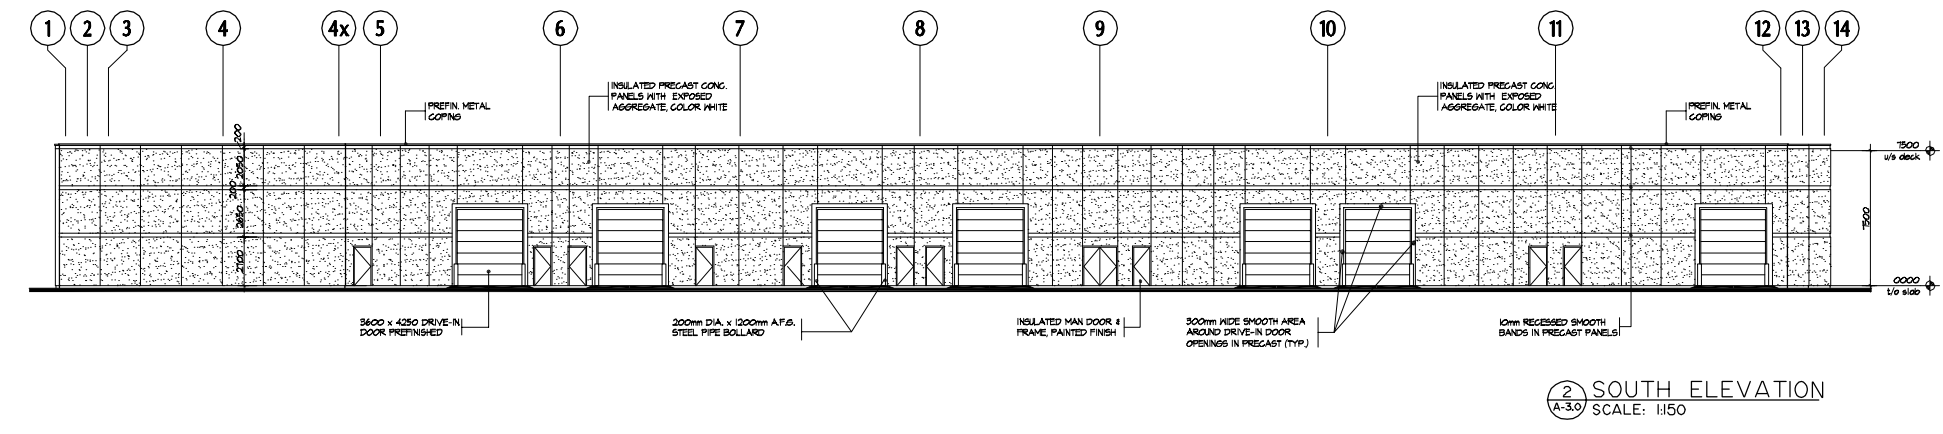 1 2 3 4 4x 5 6 7 8 9 10 11 12 13 14
INSULATED PRECAST CONC.
PANELS WITH EXPOSED
AGGREGATE, COLOR WHITE
INSULATED PRECAST CONC.
PANELS WITH EXPOSED
AGGREGATE, COLOR WHITE
PREFIN. METAL
COPING
PREFIN. METAL
COPING
200
2050
200
2650
2100
7500
u/s deck
7500
0000
t/o slab
3600 x 4250 DRIVE-IN
DOOR PREFINISHED
200mm DIA. x 1200mm A.F.G.
STEEL PIPE BOLLARD
INSULATED MAN DOOR &
FRAME, PAINTED FINISH
300mm WIDE SMOOTH AREA
AROUND DRIVE-IN DOOR
OPENINGS IN PRECAST (TYP.)
10mm RECESSED SMOOTH
BANDS IN PRECAST PANELS
2
A-3.0
SOUTH ELEVATION
SCALE: 1:150